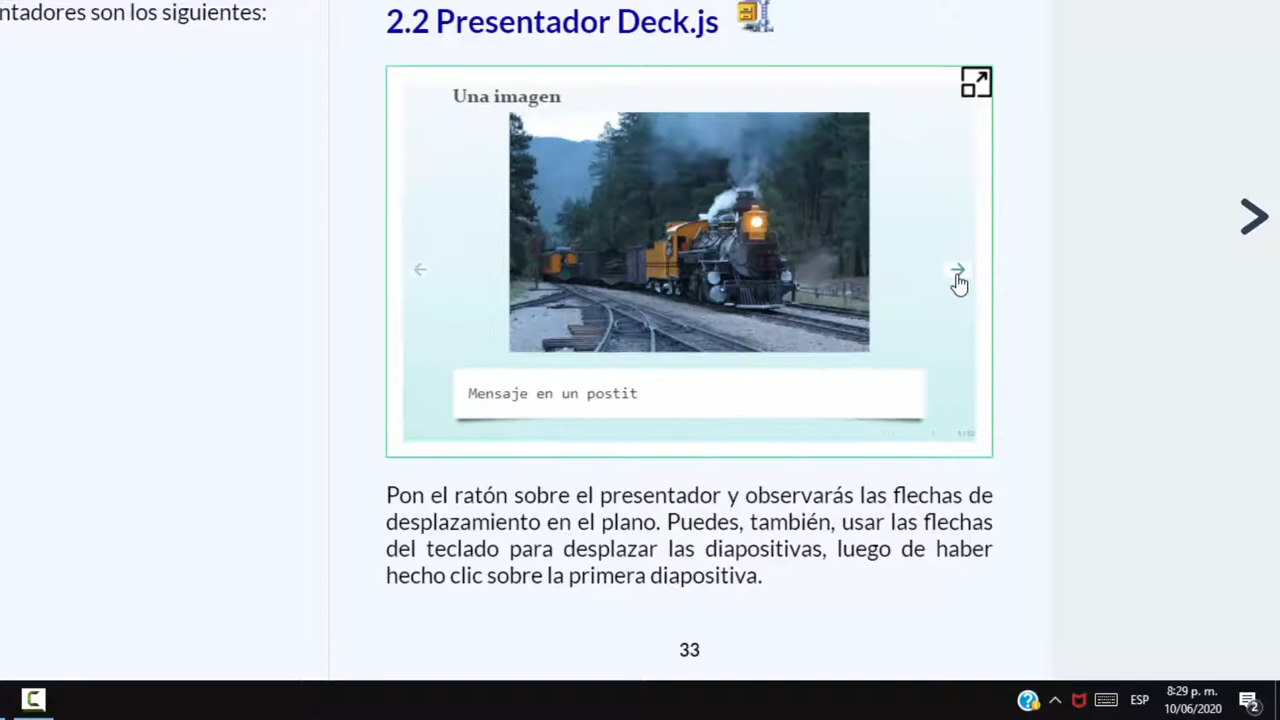 ntadores son los siguientes:
2.2 Presentador Deck.js
Una imagen
Mensaje en un postit
Pon el ratón sobre el presentador y observarás las flechas de
desplazamiento en el plano. Puedes, también, usar las flechas
del teclado para desplazar las diapositivas, luego de haber
hecho clic sobre la primera diapositiva.
33
ESP
8:29 p. m.
10/06/2020
2